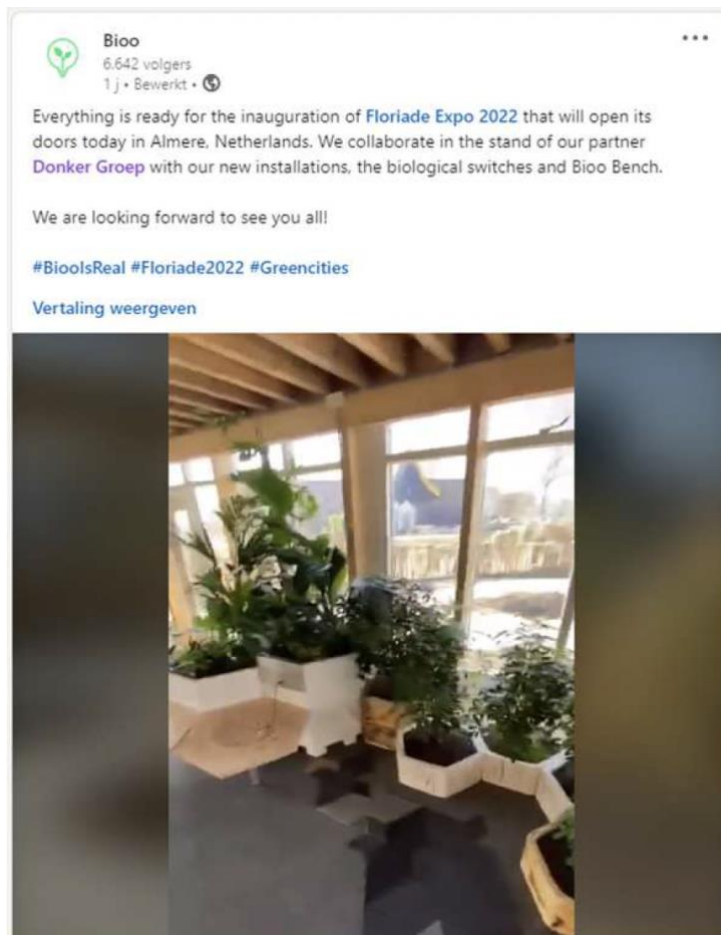 Bioo
6.642 volgers
1 j • Bewerkt •
Everything is ready for the inauguration of Floriade Expo 2022 that will open its
doors today in Almere, Netherlands. We collaborate in the stand of our partner
Donker Groep with our new installations, the biological switches and Bioo Bench.
We are looking forward to see you all!
#BiooIsReal #Floriade2022 #Greencities
Vertaling weergeven